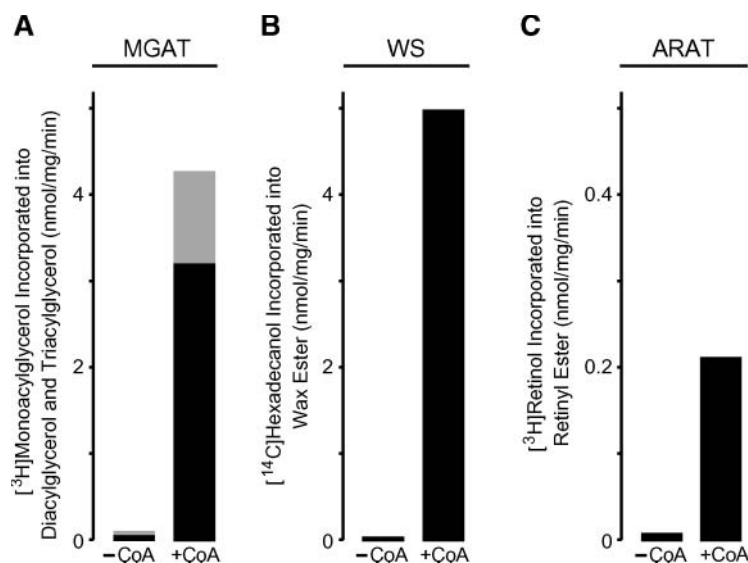 A
MGAT
[³H]Monoacylglycerol Incorporated into
Diacylglycerol and Triacylglycerol (nmol/mg/min)
4
2
0
−CoA +CoA
B
WS
[¹⁴C]Hexadecanol Incorporated into
Wax Ester (nmol/mg/min)
4
2
0
−CoA +CoA
C
ARAT
[³H]Retinol Incorporated into
Retinyl Ester (nmol/mg/min)
0.4
0.2
0
−CoA +CoA